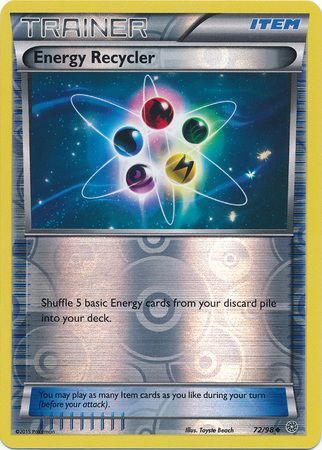 TRAINER
ITEM
Energy Recycler
Shuffle 5 basic Energy cards from your discard pile
into your deck.
You may play as many Item cards as you like during your turn
(before your attack).
©2015 Pokémon
Illus. Toyste Beach
72/98